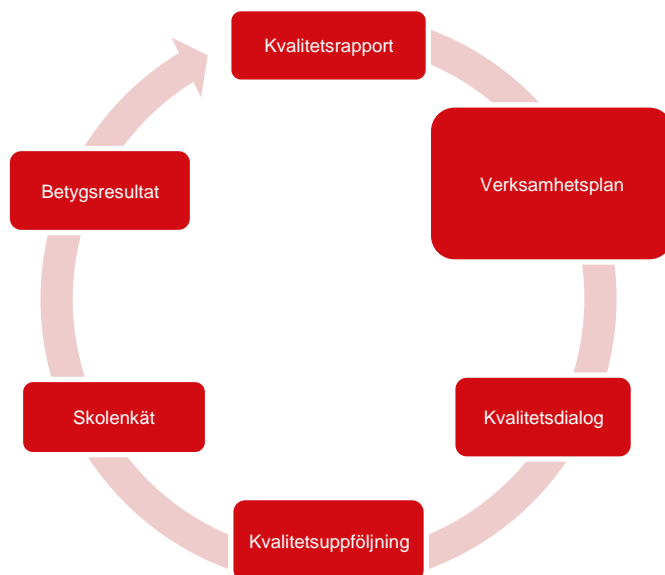 Kvalitetsrapport
Verksamhetsplan
Kvalitetsdialog
Kvalitetsuppföljning
Skolenkät
Betygsresultat